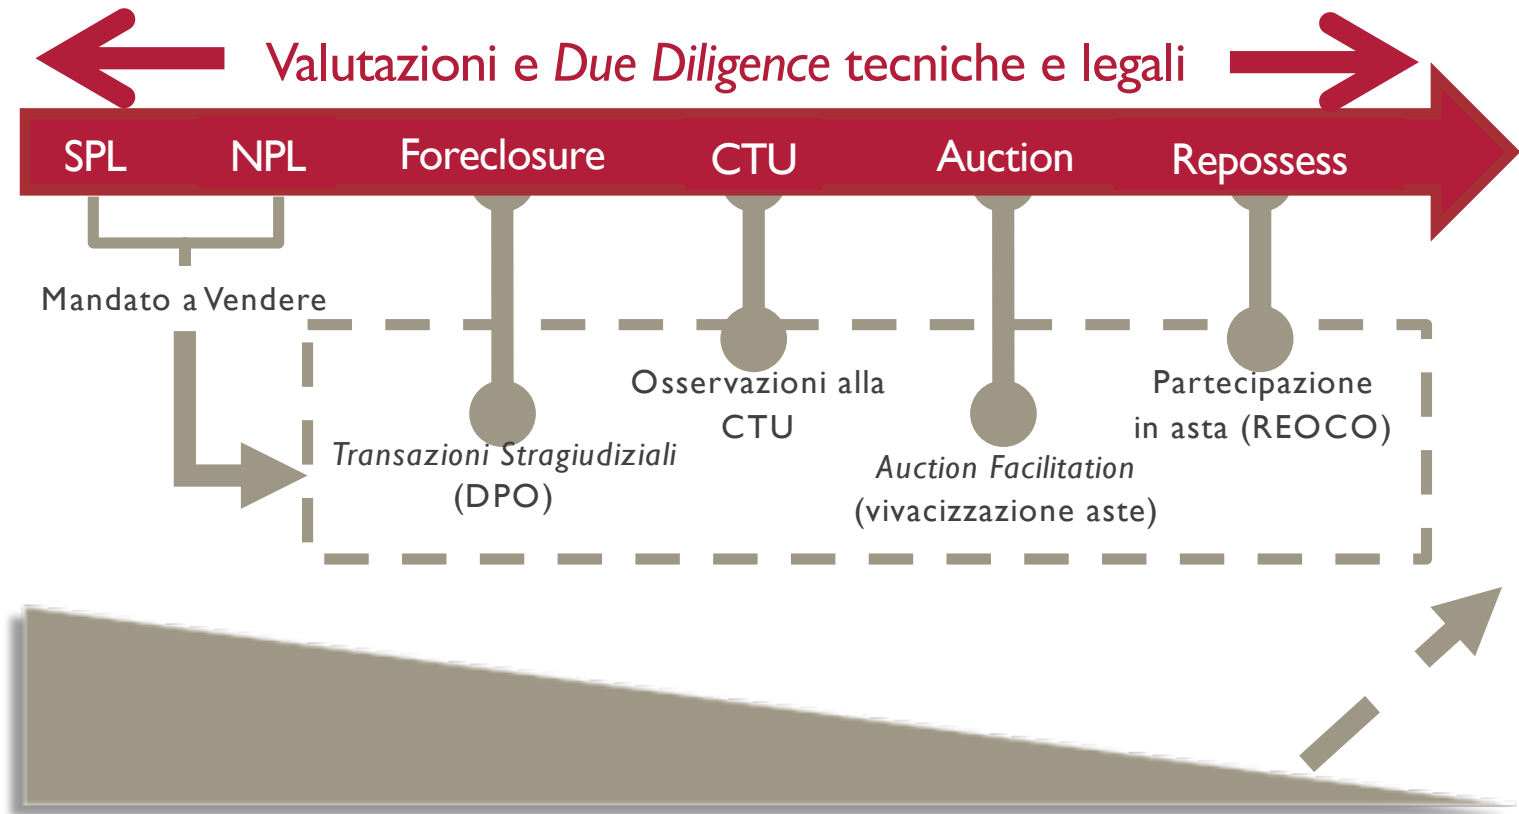 Valutazioni e Due Diligence tecniche e legali
SPL NPL Foreclosure CTU Auction Repossess
Mandato a Vendere
Transazioni Stragiudiziali
(DPO)
Osservazioni alla
CTU
Auction Facilitation
(vivacizzazione aste)
Partecipazione
in asta (REOCO)